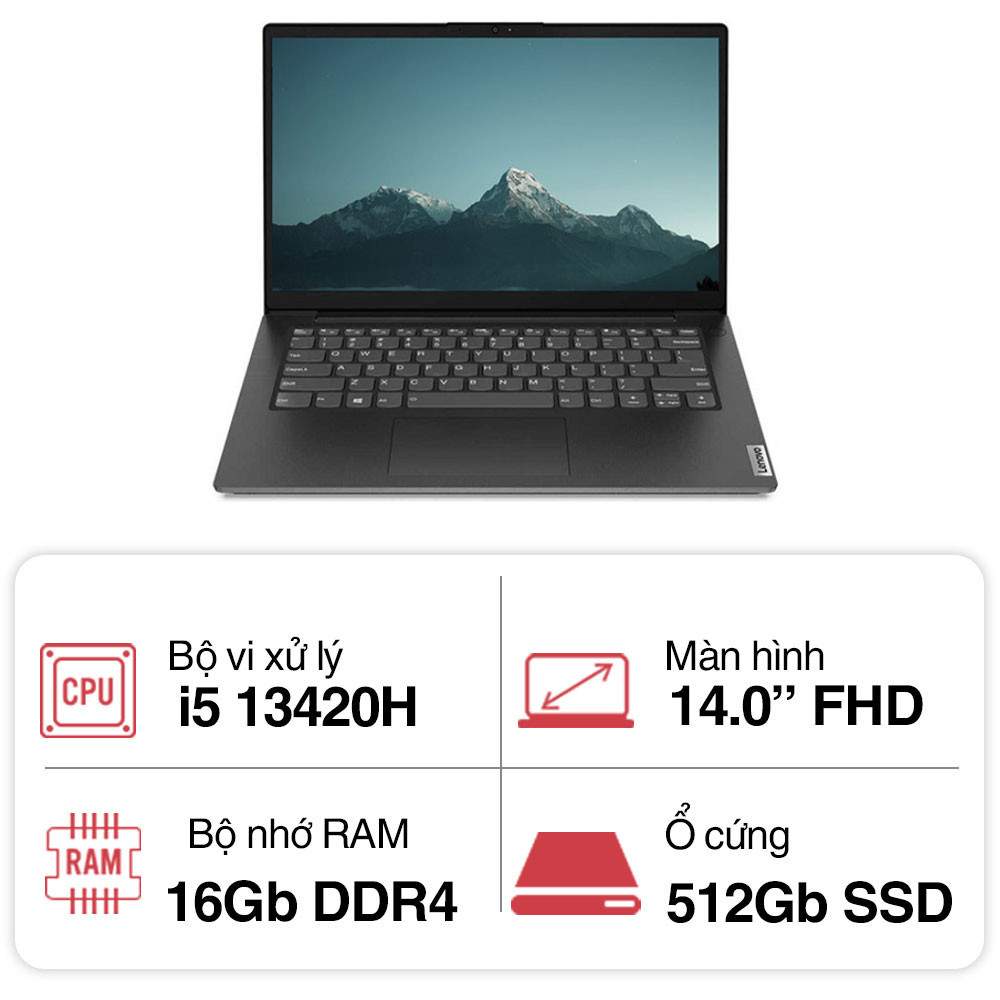 Lenovo
CPU
Bộ vi xử lý
i5 13420H
Màn hình
14.0” FHD
RAM
Bộ nhớ RAM
16Gb DDR4
Ổ cứng
512Gb SSD